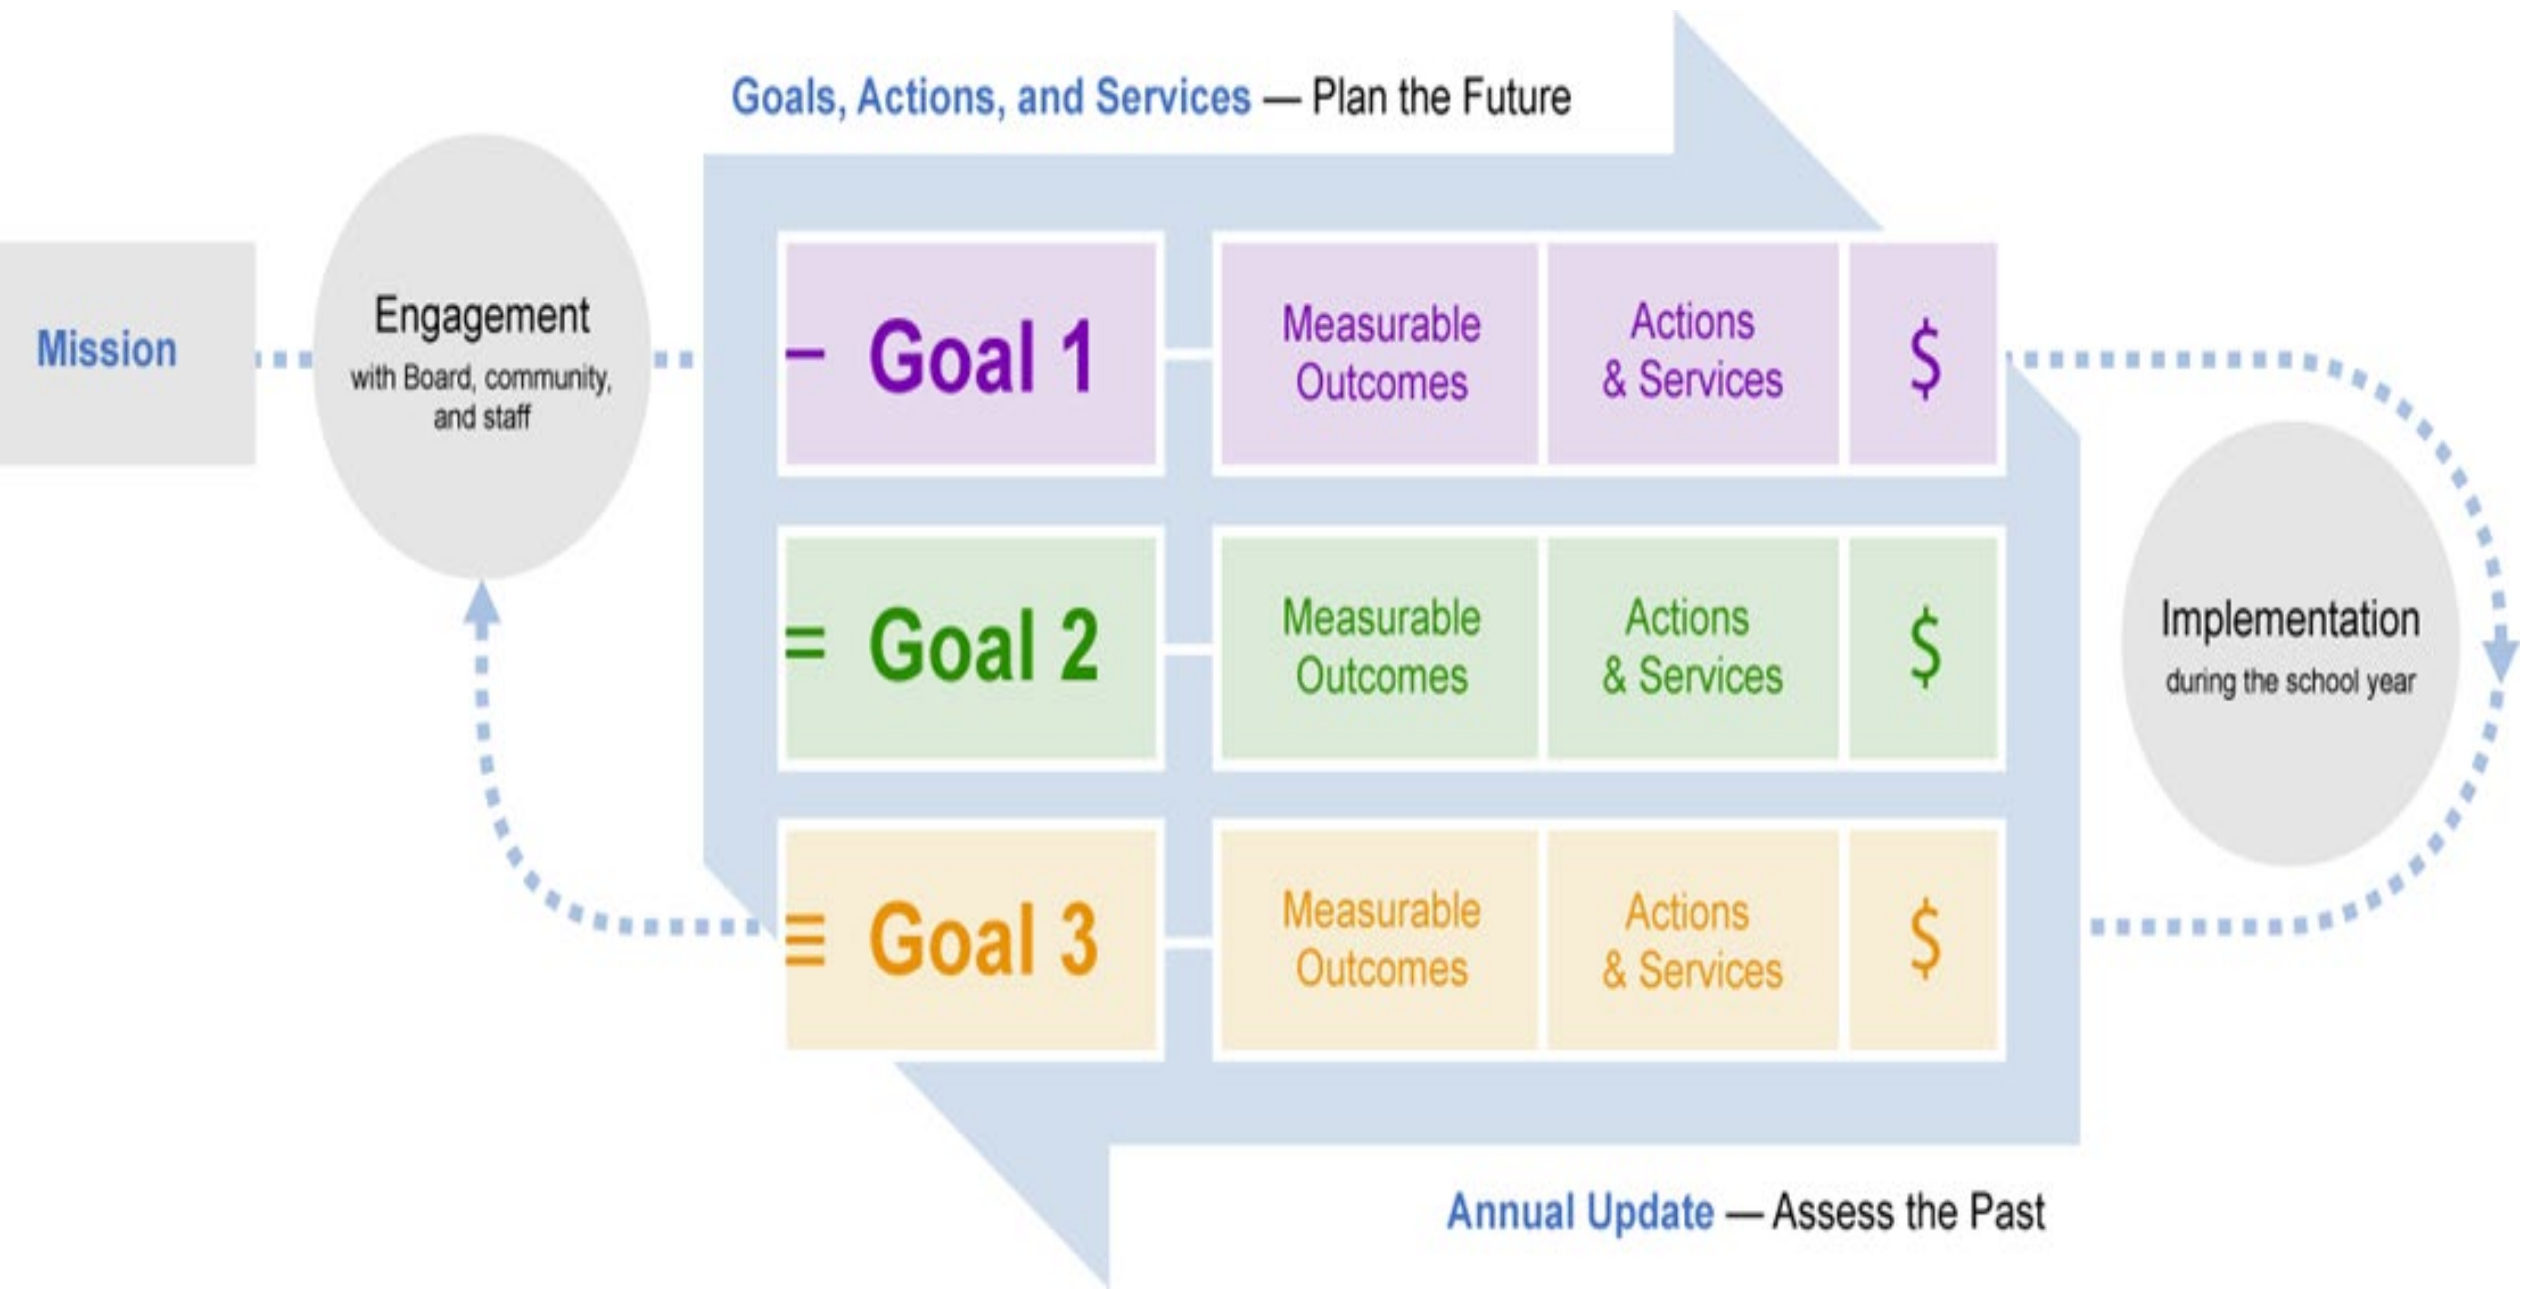 Goals, Actions, and Services — Plan the Future
Mission
Engagement
with Board, community,
and staff
Goal 1
Measurable
Outcomes
Actions
& Services
$
Goal 2
Measurable
Outcomes
Actions
& Services
$
Goal 3
Measurable
Outcomes
Actions
& Services
$
Implementation
during the school year
Annual Update — Assess the Past